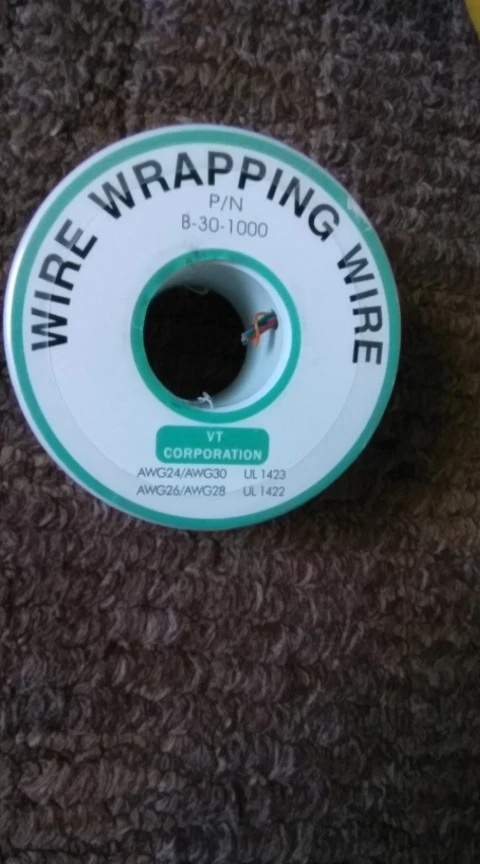 WIRE WRAPPING WIRE
P/N
B-30-1000
VT
CORPORATION
AWG24/AWG30 UL 1423
AWG26/AWG28 UL 1422